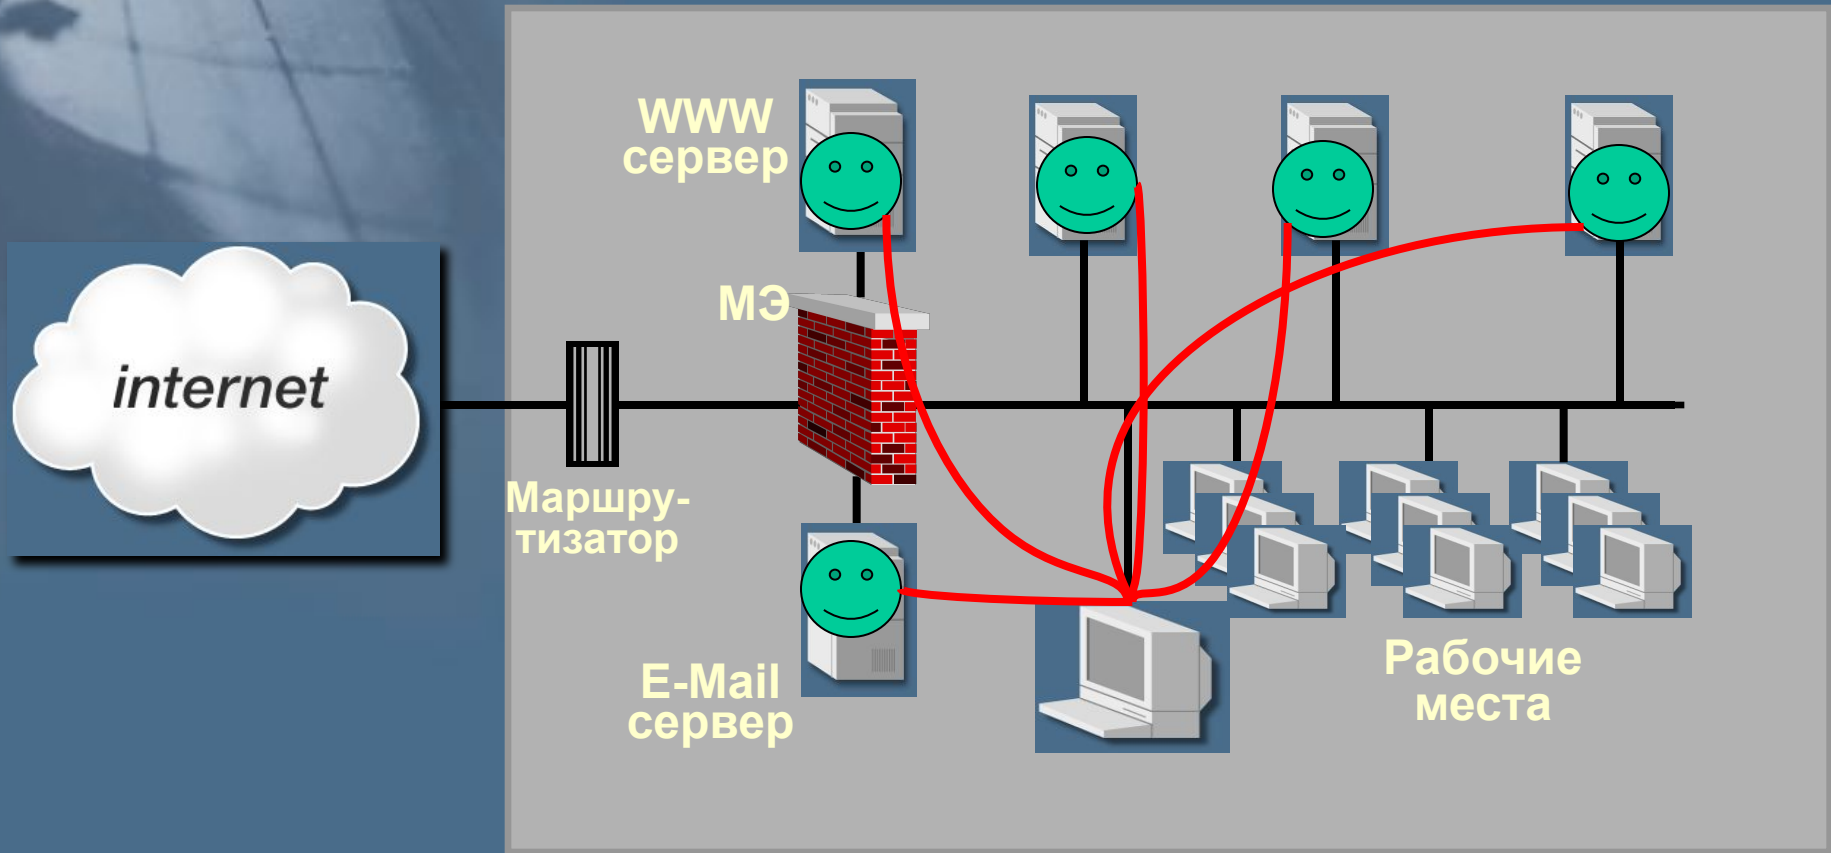 WWW
сервер
МЭ
internet
Маршру-
тизатор
E-Mail
сервер
Рабочие
места